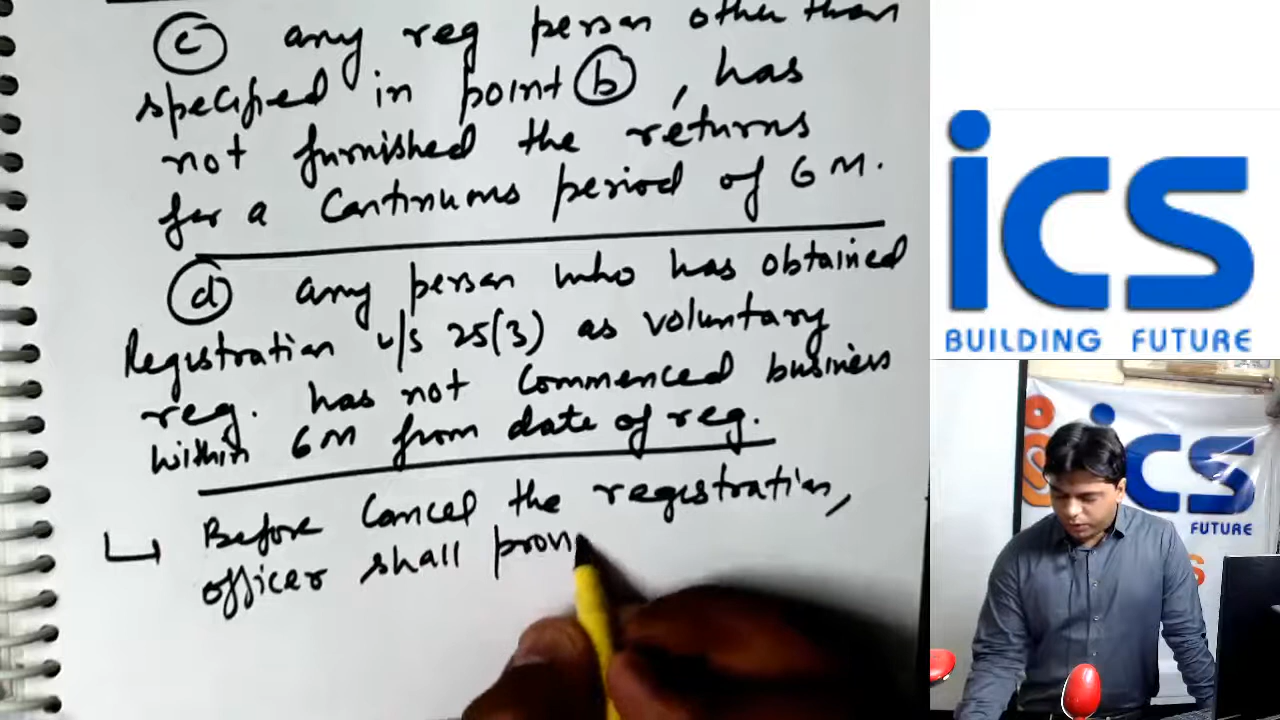 (c) any reg person other than
specified in point (b), has
not furnished the returns
for a Continuous period of 6 M.
(d) any person who has obtained
Registration u/s 25(3) as voluntary
reg. has not Commenced business
within 6M from date of reg.
Before Cancel the registration,
officer shall prov
iCS
BUILDING FUTURE
iCS
FUTURE